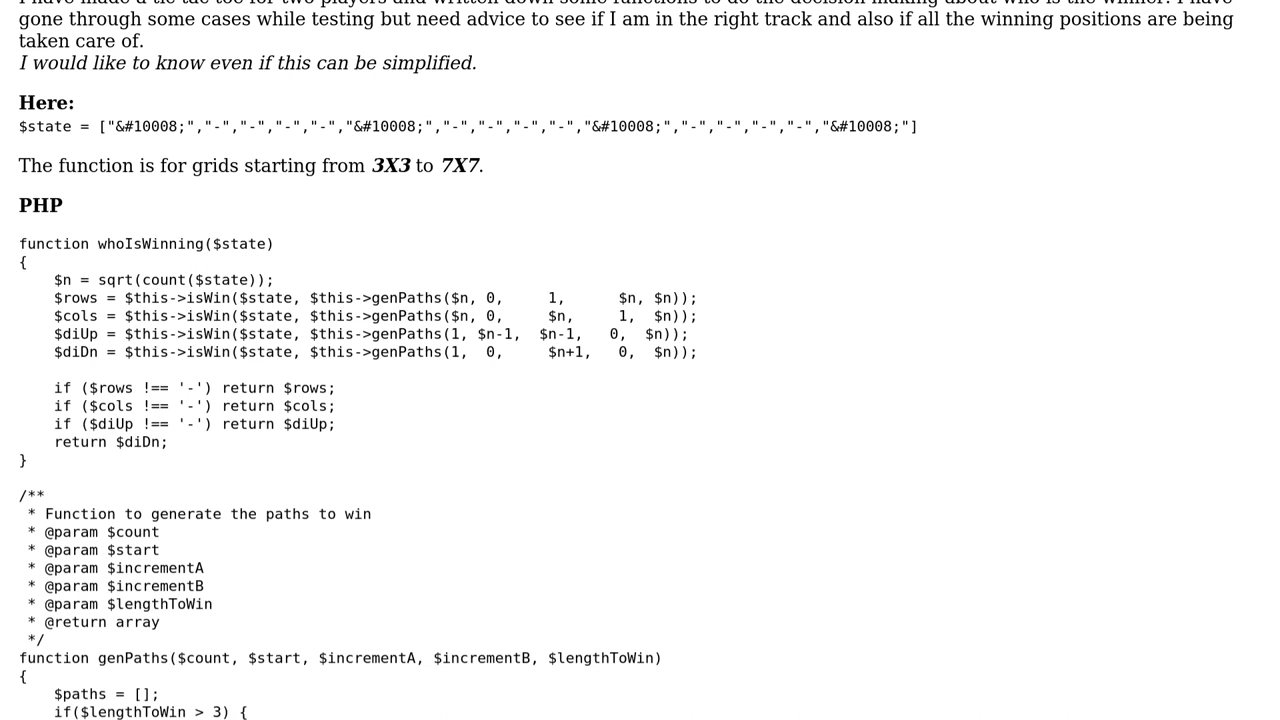 gone through some cases while testing but need advice to see if I am in the right track and also if all the winning positions are being
taken care of.
I would like to know even if this can be simplified.
Here:
$state = ["&#10008;","-","-","-","-","&#10008;","-","-","-","-","&#10008;","-","-","-","-","&#10008;"]
The function is for grids starting from 3X3 to 7X7.
PHP
function whoIsWinning($state)
{
    $n = sqrt(count($state));
    $rows = $this->isWin($state, $this->genPaths($n, 0,     1,      $n, $n));
    $cols = $this->isWin($state, $this->genPaths($n, 0,     $n,     1,  $n));
    $diUp = $this->isWin($state, $this->genPaths(1, $n-1,  $n-1,   0,  $n));
    $diDn = $this->isWin($state, $this->genPaths(1,  0,     $n+1,   0,  $n));
    if ($rows !== '-') return $rows;
    if ($cols !== '-') return $cols;
    if ($diUp !== '-') return $diUp;
    return $diDn;
}
/**
 * Function to generate the paths to win
 * @param $count
 * @param $start
 * @param $incrementA
 * @param $incrementB
 * @param $lengthToWin
 * @return array
 */
function genPaths($count, $start, $incrementA, $incrementB, $lengthToWin)
{
    $paths = [];
    if($lengthToWin > 3) {